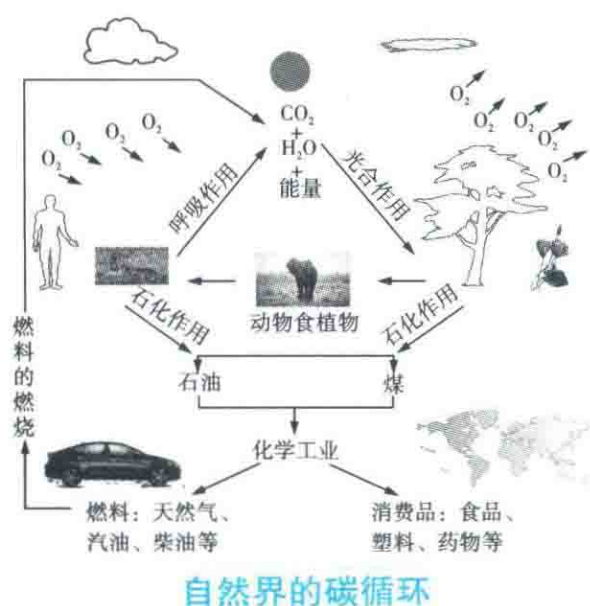 O₂ O₂ O₂ O₂
CO₂
+
H₂O
+
能量
O₂ O₂ O₂ O₂ O₂
呼吸作用
光合作用
动物食植物
石化作用
石化作用
石油
煤
燃料的燃烧
化学工业
燃料：天然气、
汽油、柴油等
消费品：食品、
塑料、药物等
自然界的碳循环